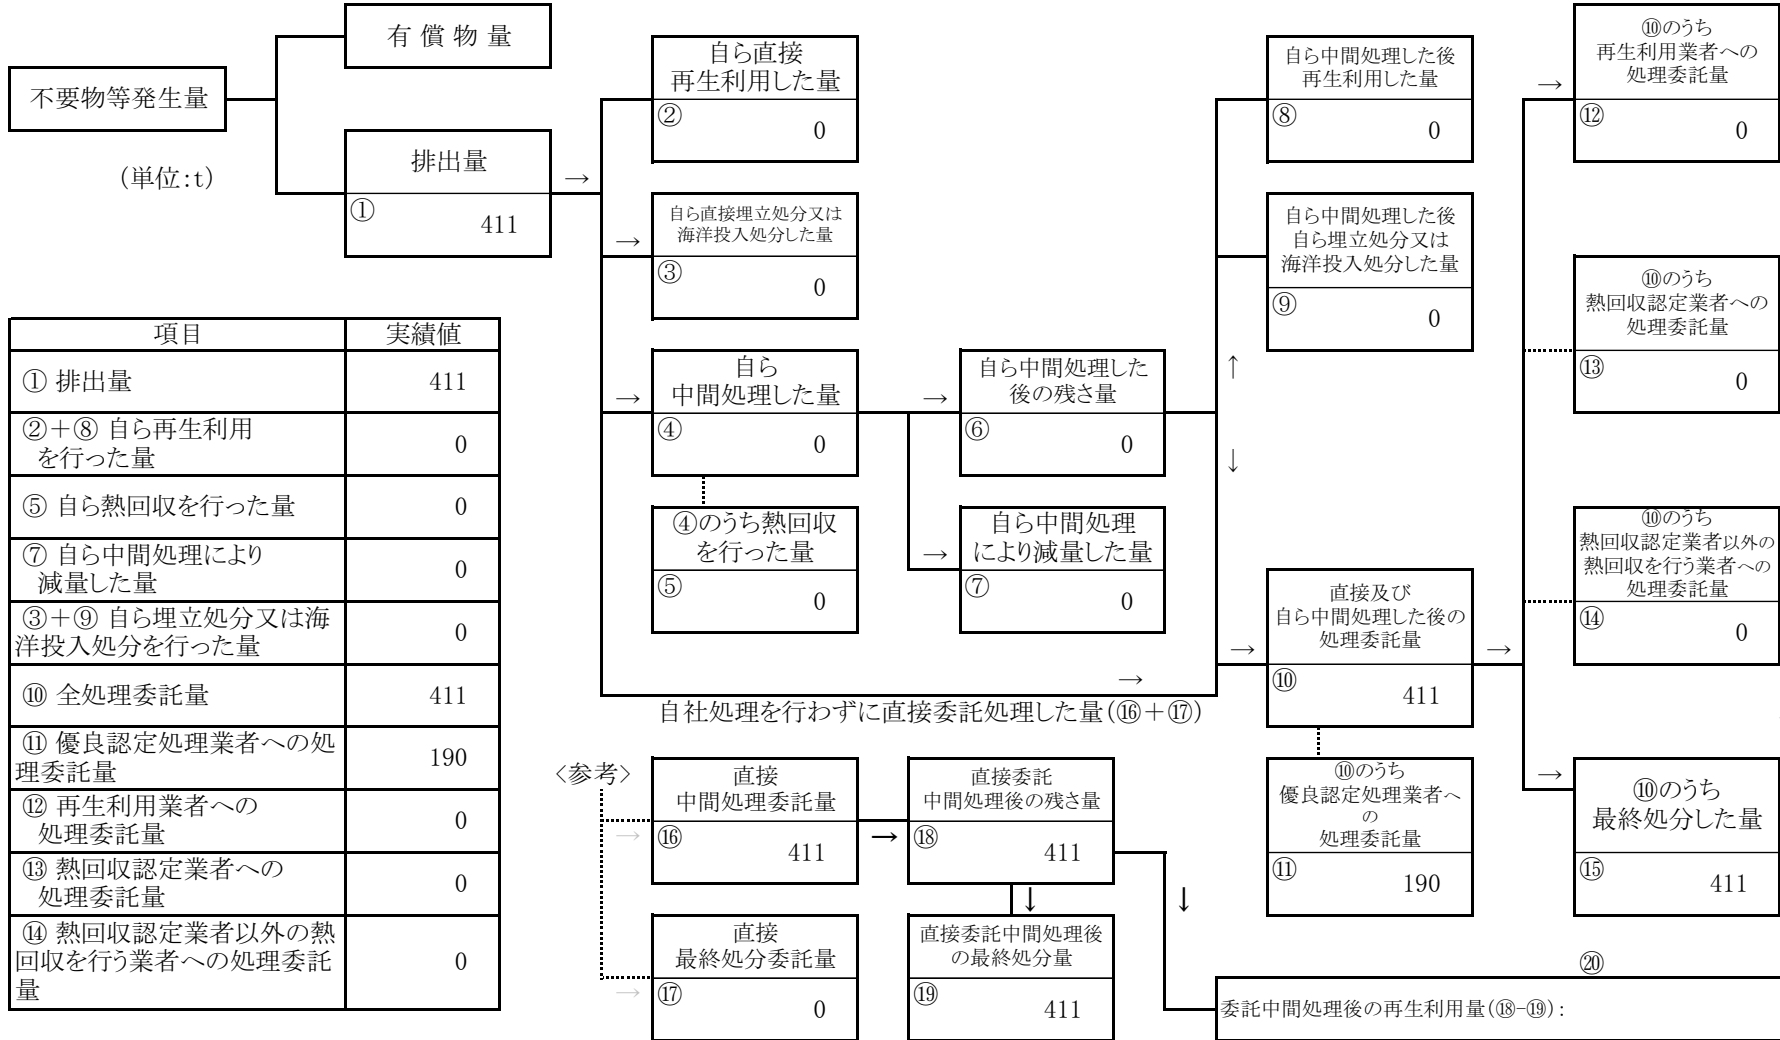 有 償 物 量
不要物等発生量
(単位:t)
排出量
①
411
→
自ら直接
再生利用した量
②
0
→
自ら直接埋立処分又は
海洋投入処分した量
③
0
→
自ら
中間処理した量
④
0
④のうち熱回収
を行った量
⑤
0
→
自ら中間処理した
後の残さ量
⑥
0
→
自ら中間処理
により減量した量
⑦
0
↑
↓
自ら中間処理した後
再生利用した量
⑧
0
自ら中間処理した後
自ら埋立処分又は
海洋投入処分した量
⑨
0
→
自社処理を行わずに直接委託処理した量(⑯+⑰)
→
直接及び
自ら中間処理した後の
処理委託量
⑩
411
→
⑩のうち
優良認定処理業者へ
の
処理委託量
⑪
190
→
⑩のうち
再生利用業者への
処理委託量
⑫
0
⑩のうち
熱回収認定業者への
処理委託量
⑬
0
⑩のうち
熱回収認定業者以外の
熱回収を行う業者への
処理委託量
⑭
0
→
⑩のうち
最終処分した量
⑮
411
項目 実績値
① 排出量 411
②+⑧ 自ら再生利用
を行った量 0
⑤ 自ら熱回収を行った量 0
⑦ 自ら中間処理により
減量した量 0
③+⑨ 自ら埋立処分又は海
洋投入処分を行った量 0
⑩ 全処理委託量 411
⑪ 優良認定処理業者への処
理委託量 190
⑫ 再生利用業者への
処理委託量 0
⑬ 熱回収認定業者への
処理委託量 0
⑭ 熱回収認定業者以外の熱
回収を行う業者への処理委託
量 0
〈参考〉
→
直接
中間処理委託量
⑯
411
→
直接委託
中間処理後の残さ量
⑱
411
↓
↓
→
直接
最終処分委託量
⑰
0
直接委託中間処理後
の最終処分量
⑲
411
⑳
委託中間処理後の再生利用量(⑱-⑲):